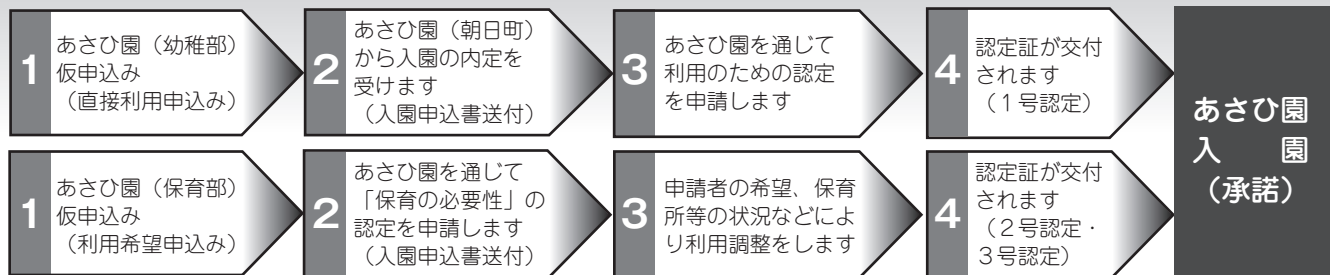 1
あさひ園（幼稚部）
仮申込み
（直接利用申込み）
2
あさひ園（朝日町）
から入園の内定を
受けます
（入園申込書送付）
3
あさひ園を通じて
利用のための認定
を申請します
4
認定証が交付
されます
（１号認定）
1
あさひ園（保育部）
仮申込み
（利用希望申込み）
2
あさひ園を通じて
「保育の必要性」の
認定を申請します
（入園申込書送付）
3
申請者の希望、保育
所等の状況などによ
り利用調整をします
4
認定証が交付
されます
（２号認定・
３号認定）
あさひ園
入　園
（承諾）